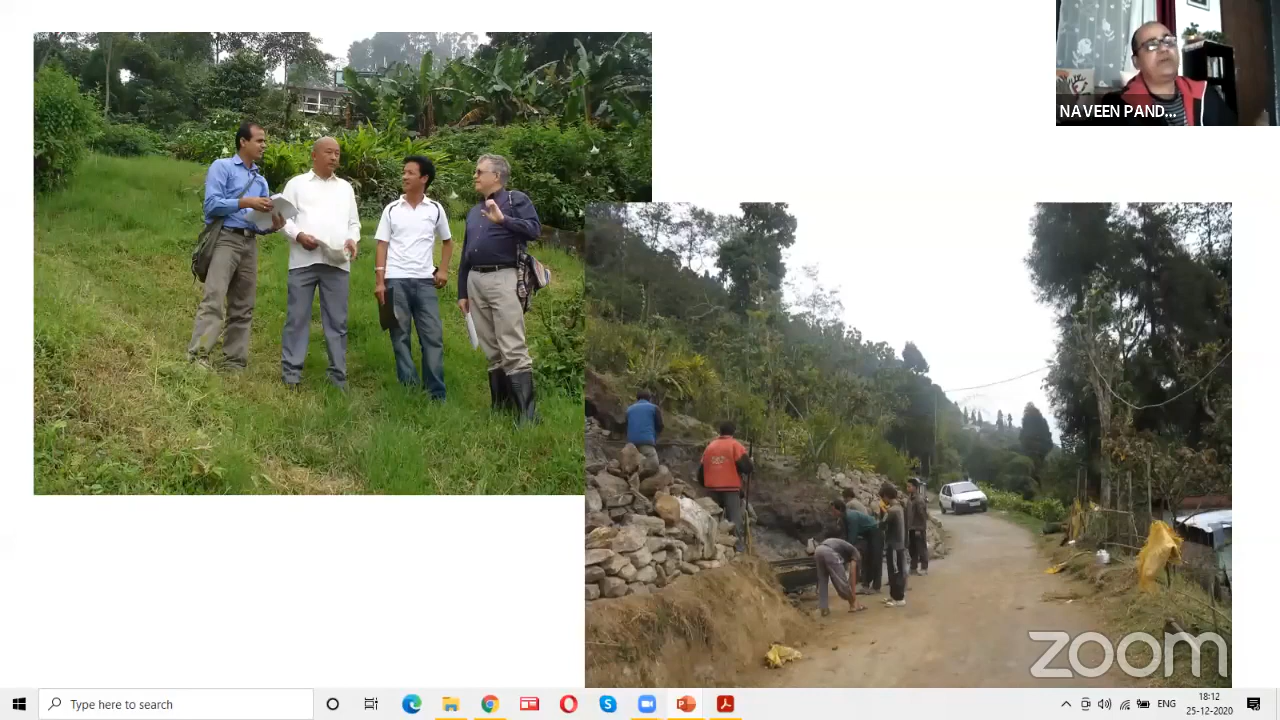 NAVEEN PAND...
zoom
Type here to search
ENG
18:12
25-12-2020